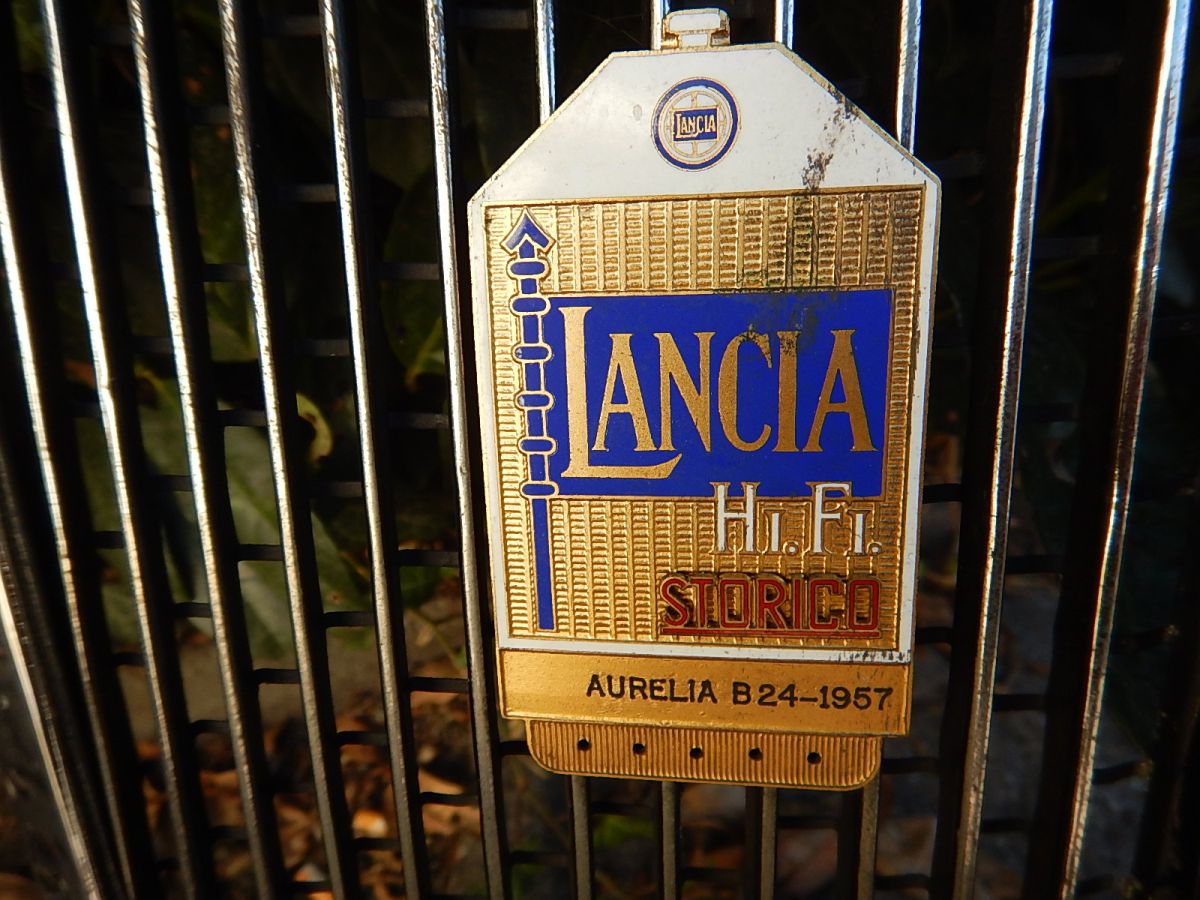 LANCIA
LANCIA
Hi. Fi.
STORICO
AURELIA B24-1957